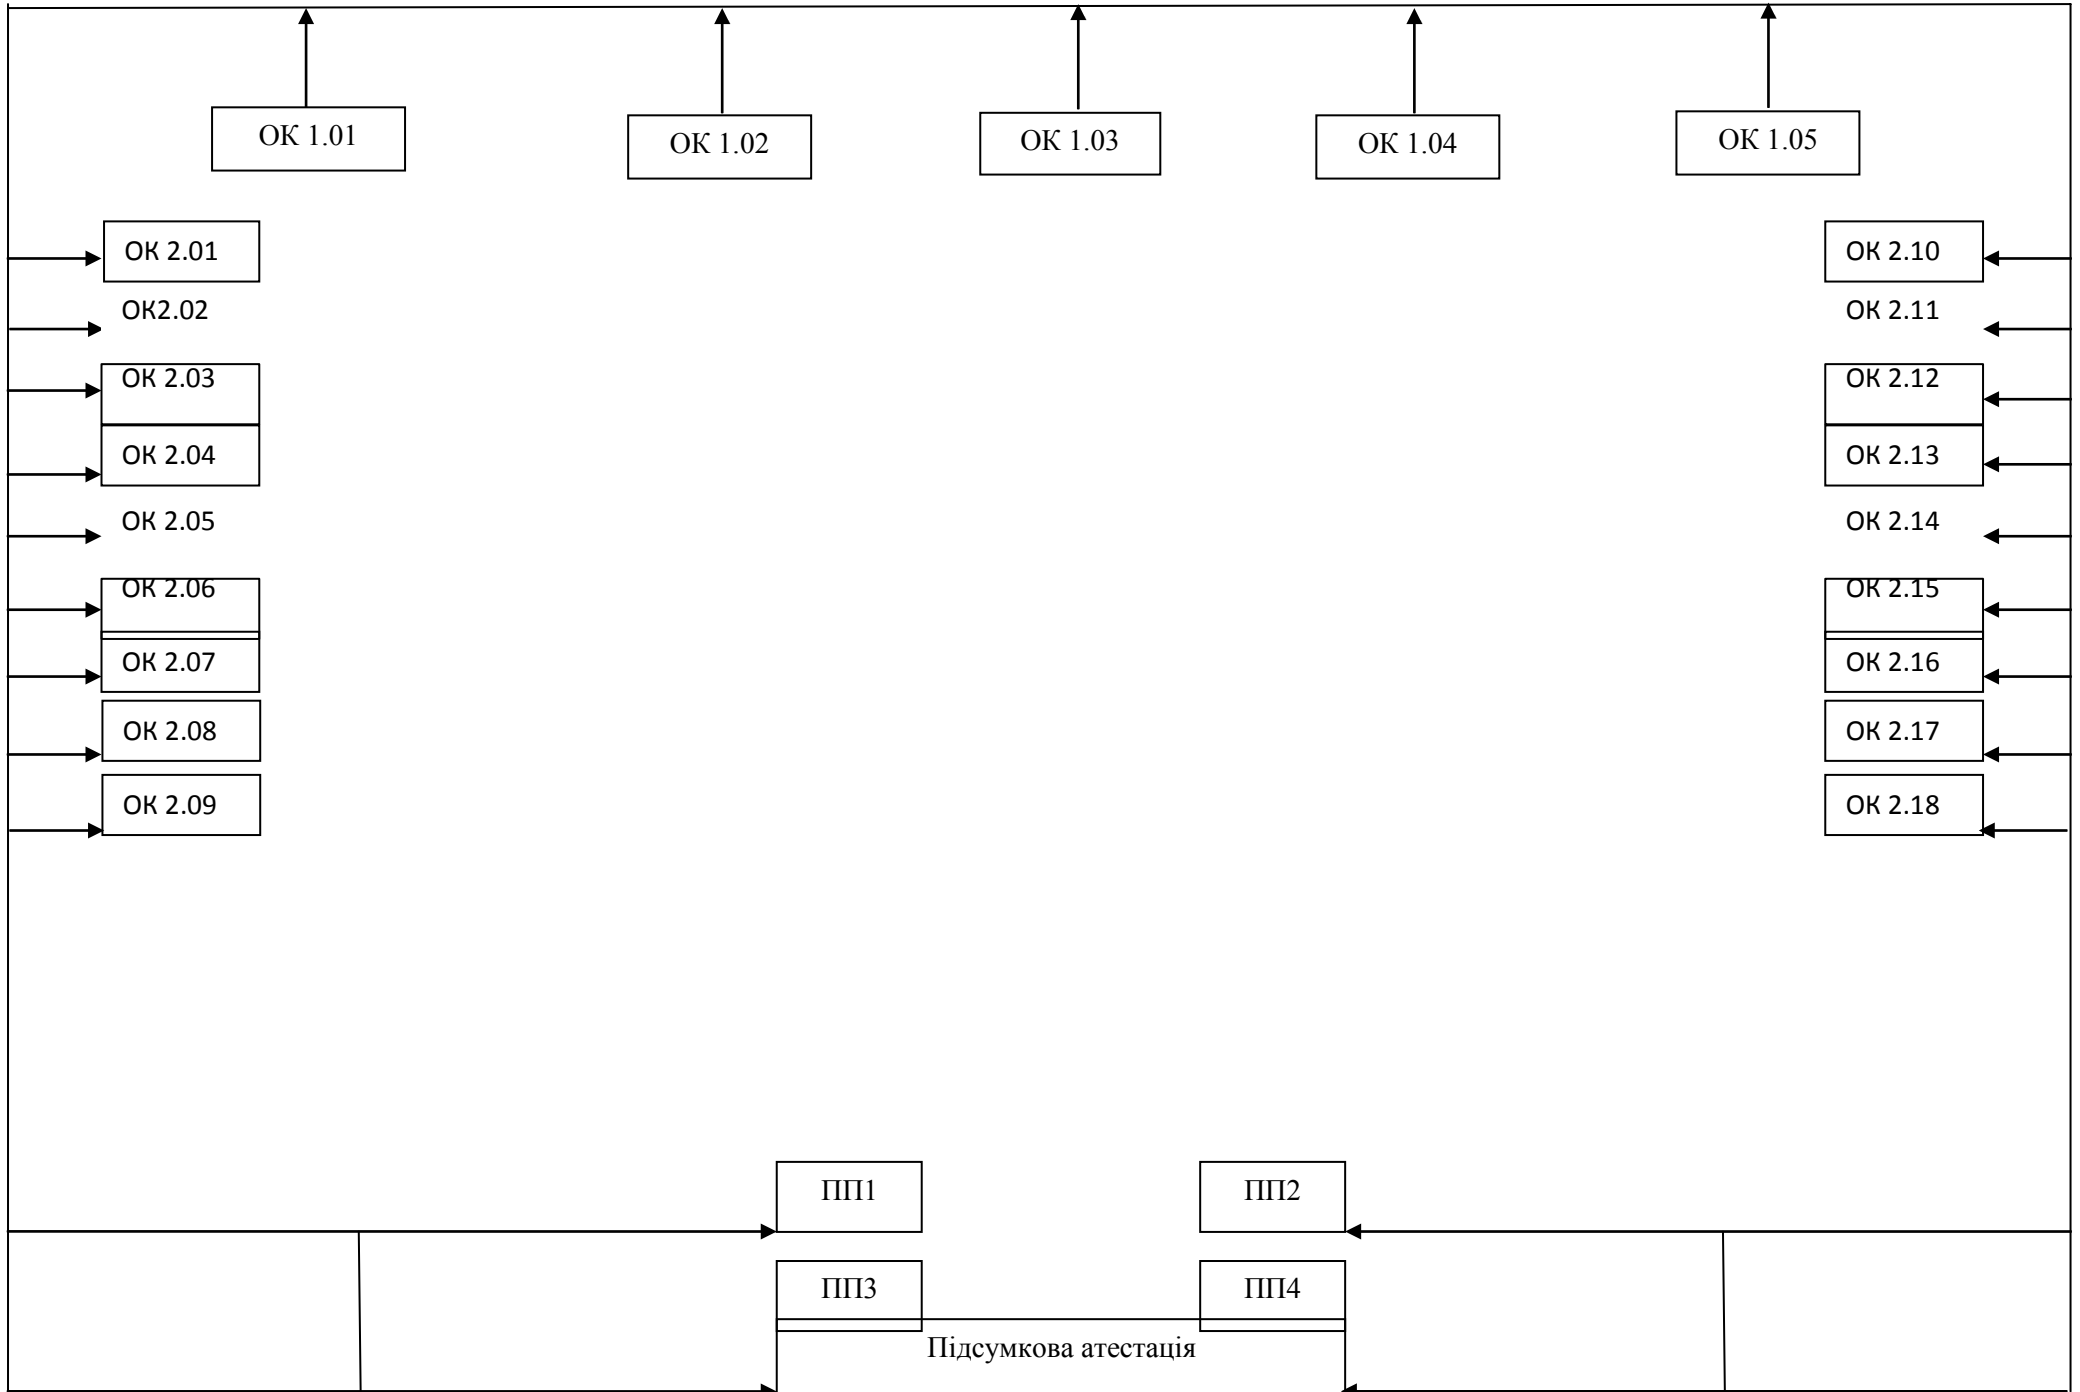 ОК 1.01
ОК 1.02
ОК 1.03
ОК 1.04
ОК 1.05
ОК 2.01
ОК 2.10
ОК2.02
ОК 2.11
ОК 2.03
ОК 2.12
ОК 2.04
ОК 2.13
ОК 2.05
ОК 2.14
ОК 2.06
ОК 2.15
ОК 2.07
ОК 2.16
ОК 2.08
ОК 2.17
ОК 2.09
ОК 2.18
ПП1
ПП2
ПП3
ПП4
Підсумкова атестація